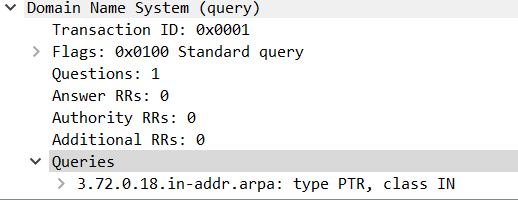 Domain Name System (query)
Transaction ID: 0x0001
Flags: 0x0100 Standard query
Questions: 1
Answer RRs: 0
Authority RRs: 0
Additional RRs: 0
Queries
3.72.0.18.in-addr.arpa: type PTR, class IN